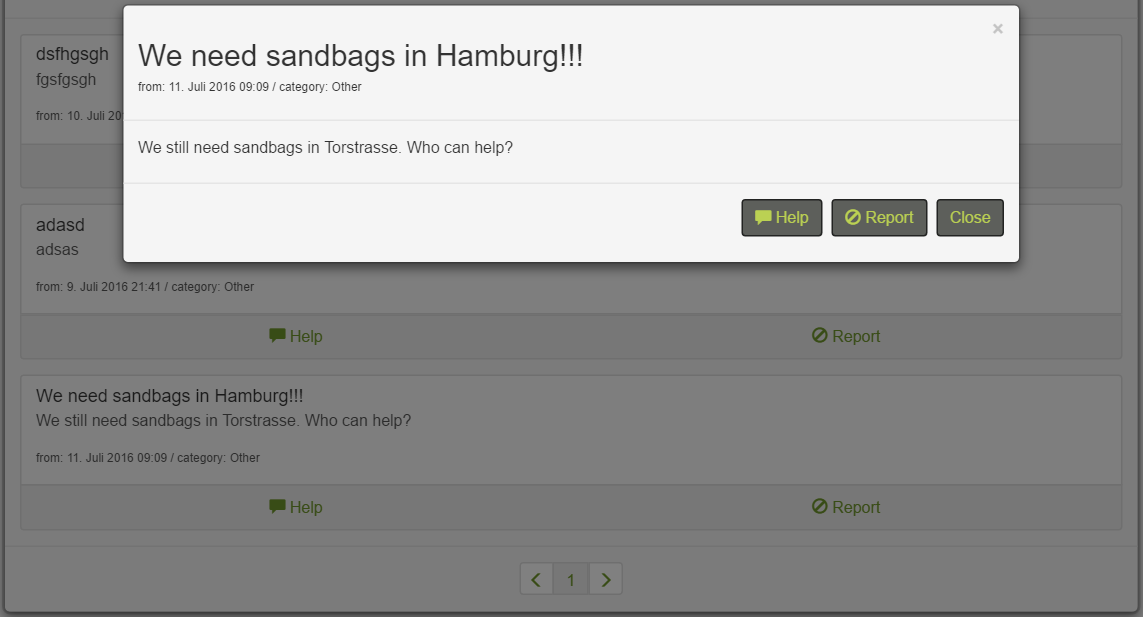 ×
We need sandbags in Hamburg!!!
from: 11. Juli 2016 09:09 / category: Other
We still need sandbags in Torstrasse. Who can help?
Help Report Close
dsfhgsgh
fgsfgsgh
from: 10. Juli 20
adasd
adsas
from: 9. Juli 2016 21:41 / category: Other
Help Report
We need sandbags in Hamburg!!!
We still need sandbags in Torstrasse. Who can help?
from: 11. Juli 2016 09:09 / category: Other
Help Report
1